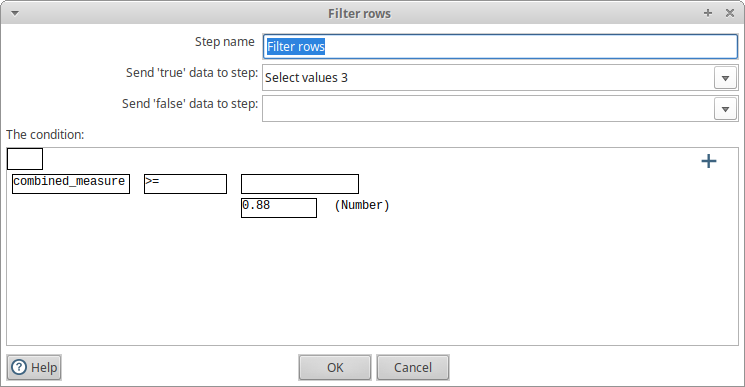 Filter rows
Step name Filter rows
Send 'true' data to step: Select values 3
Send 'false' data to step:
The condition:
combined_measure >=
0.88 (Number)
Help OK Cancel